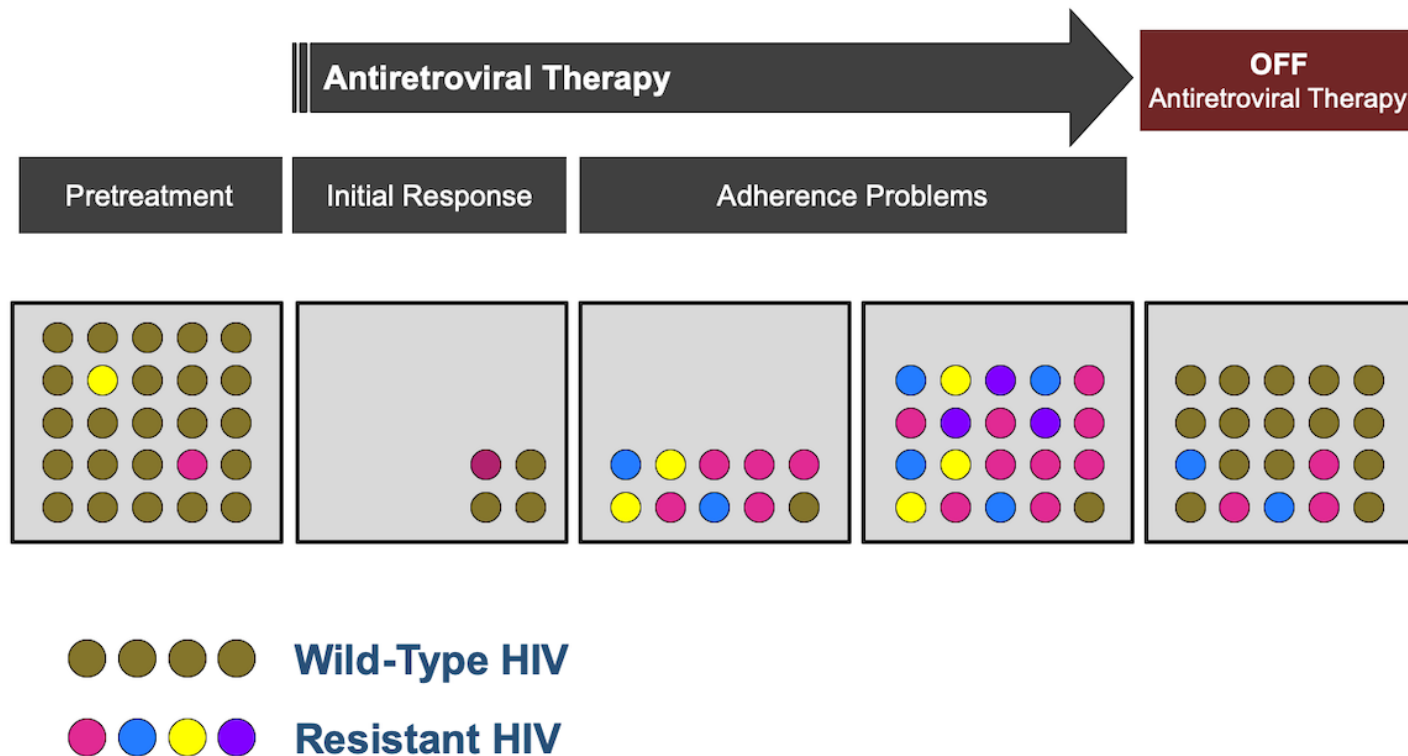 Antiretroviral Therapy
OFF
Antiretroviral Therapy
Pretreatment
Initial Response
Adherence Problems
Wild-Type HIV
Resistant HIV